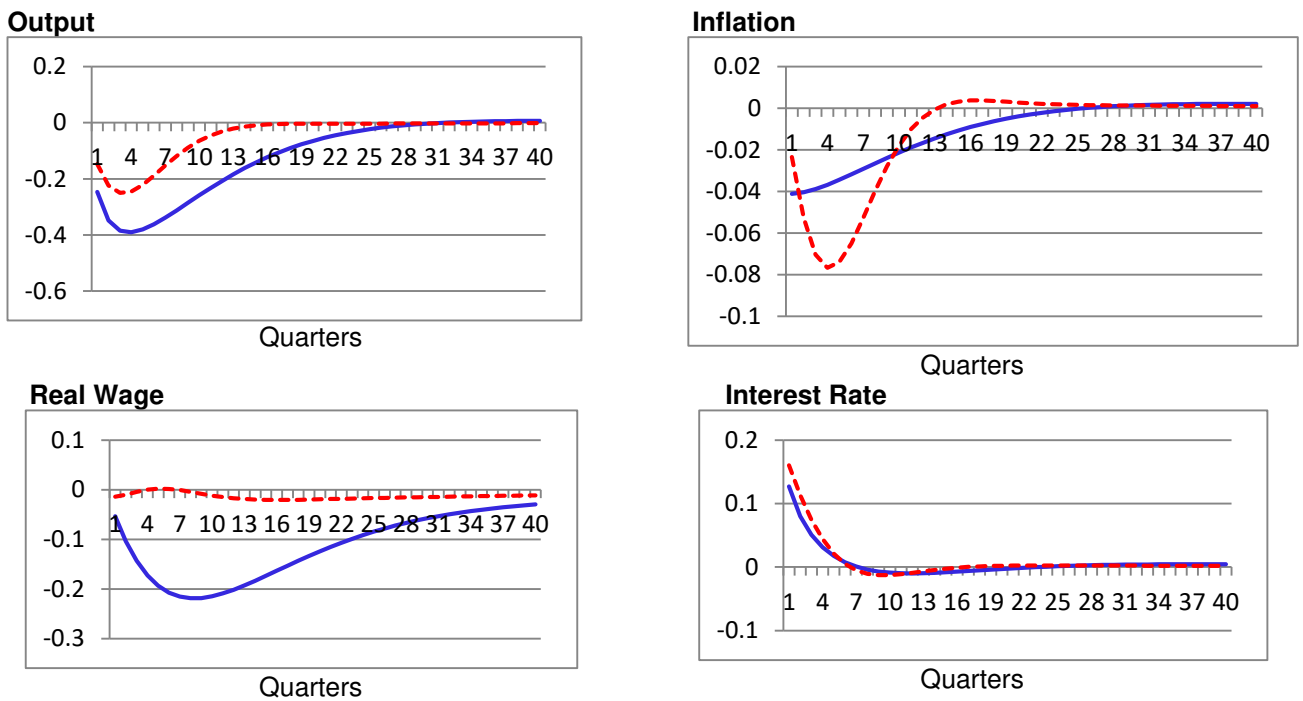 Output
0.2
0
-0.2
-0.4
-0.6
1 4 7 10 13 16 19 22 25 28 31 34 37 40
Quarters
Inflation
0.02
0
-0.02
-0.04
-0.06
-0.08
-0.1
1 4 7 10 13 16 19 22 25 28 31 34 37 40
Quarters
Real Wage
0.1
0
-0.1
-0.2
-0.3
1 4 7 10 13 16 19 22 25 28 31 34 37 40
Quarters
Interest Rate
0.2
0.1
0
-0.1
1 4 7 10 13 16 19 22 25 28 31 34 37 40
Quarters